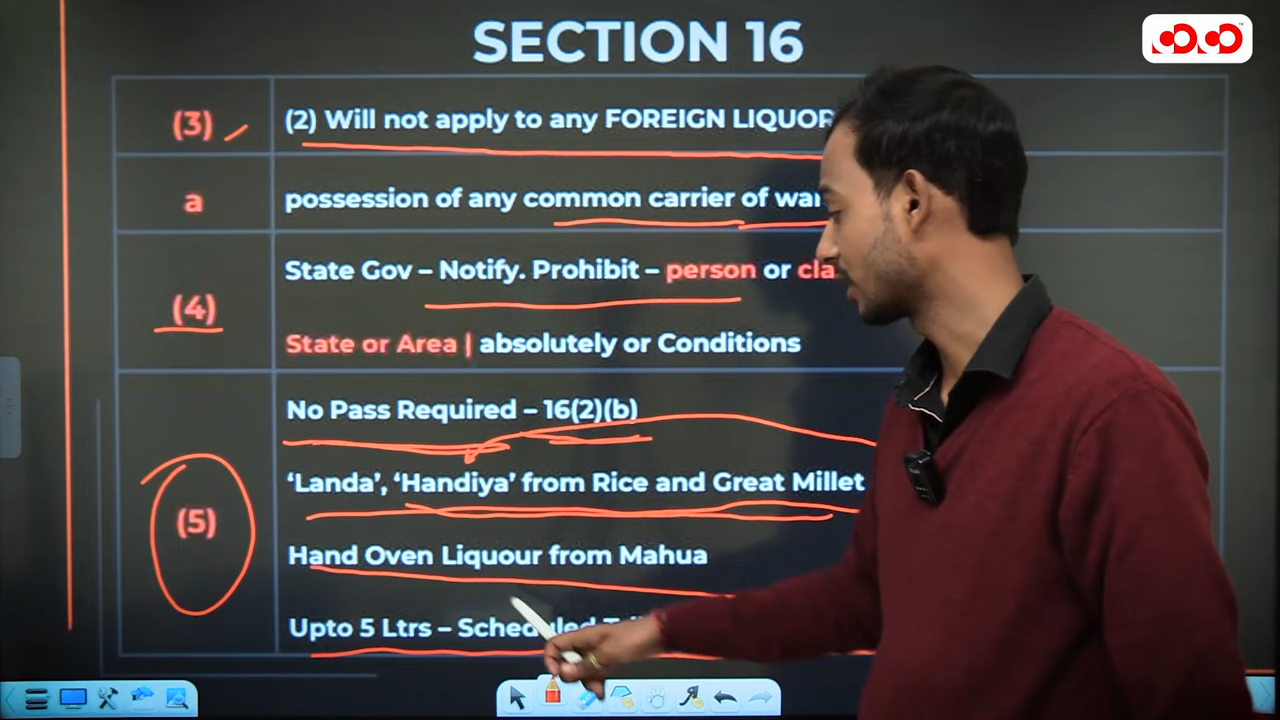 SECTION 16
(3) (2) Will not apply to any FOREIGN LIQUOR
a possession of any common carrier of
(4) State Gov – Notify. Prohibit – person or
State or Area | absolutely or Conditions
No Pass Required – 16(2)(b)
(5) ‘Landa’, ‘Handiya’ from Rice and Great Millet
Hand Oven Liquour from Mahua
Upto 5 Ltrs – Scheduled